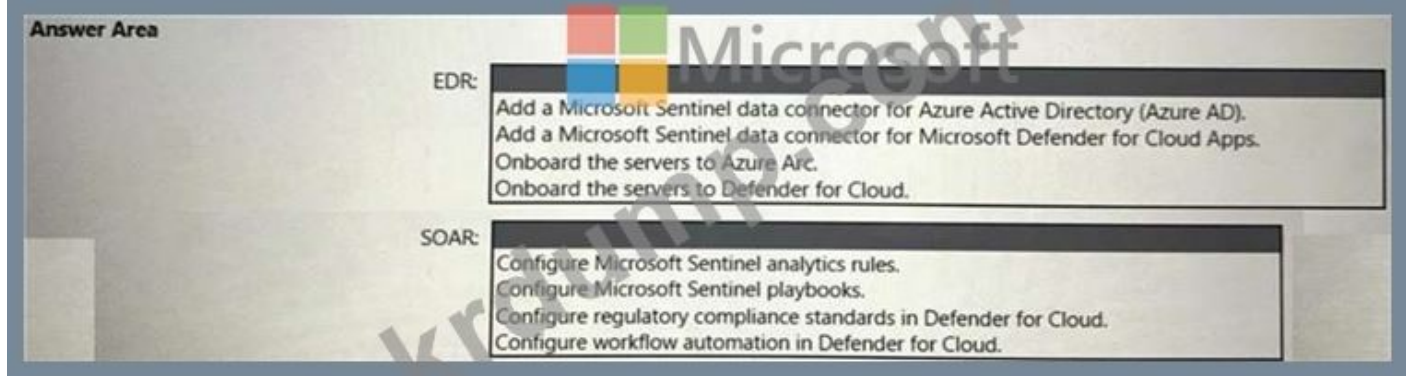 Answer Area
Microsoft
EDR:
Add a Microsoft Sentinel data connector for Azure Active Directory (Azure AD).
Add a Microsoft Sentinel data connector for Microsoft Defender for Cloud Apps.
Onboard the servers to Azure Arc.
Onboard the servers to Defender for Cloud.
SOAR:
Configure Microsoft Sentinel analytics rules.
Configure Microsoft Sentinel playbooks.
Configure regulatory compliance standards in Defender for Cloud.
Configure workflow automation in Defender for Cloud.
krdump.com